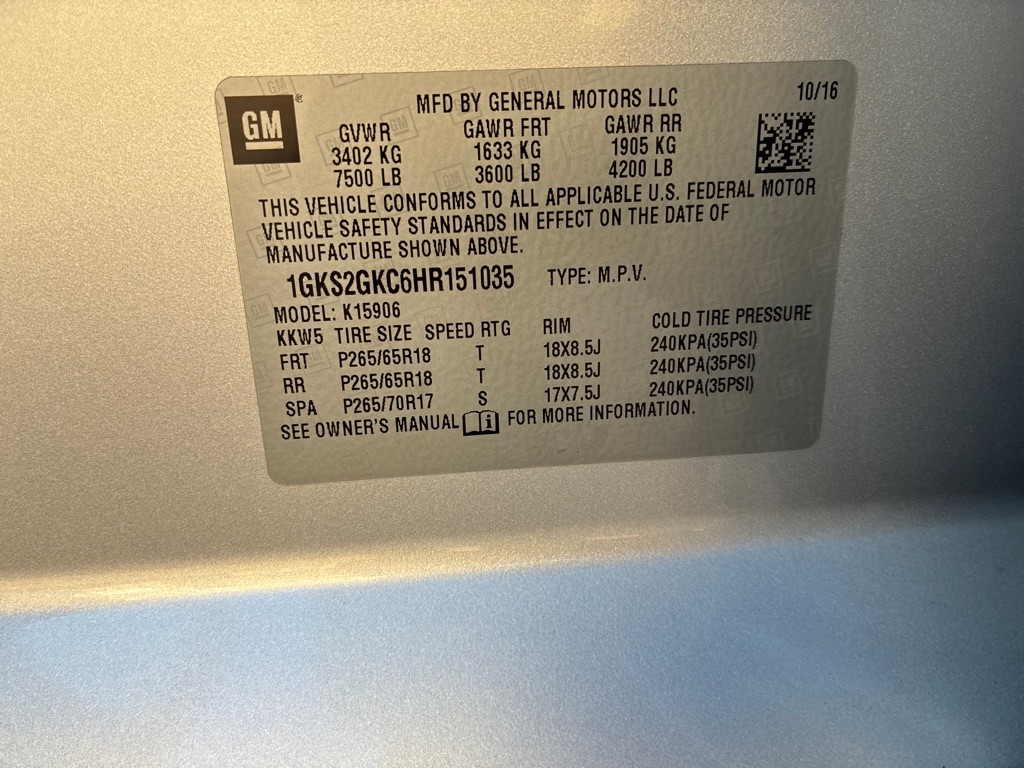 GM
MFD BY GENERAL MOTORS LLC 10/16
GVWR GAWR FRT GAWR RR
3402 KG 1633 KG 1905 KG
7500 LB 3600 LB 4200 LB
THIS VEHICLE CONFORMS TO ALL APPLICABLE U.S. FEDERAL MOTOR
VEHICLE SAFETY STANDARDS IN EFFECT ON THE DATE OF
MANUFACTURE SHOWN ABOVE.
1GKS2GKC6HR151035 TYPE: M.P.V.
MODEL: K15906
KKW5 TIRE SIZE SPEED RTG RIM COLD TIRE PRESSURE
FRT P265/65R18 T 18X8.5J 240KPA(35PSI)
RR P265/65R18 T 18X8.5J 240KPA(35PSI)
SPA P265/70R17 S 17X7.5J 240KPA(35PSI)
SEE OWNER'S MANUAL i FOR MORE INFORMATION.